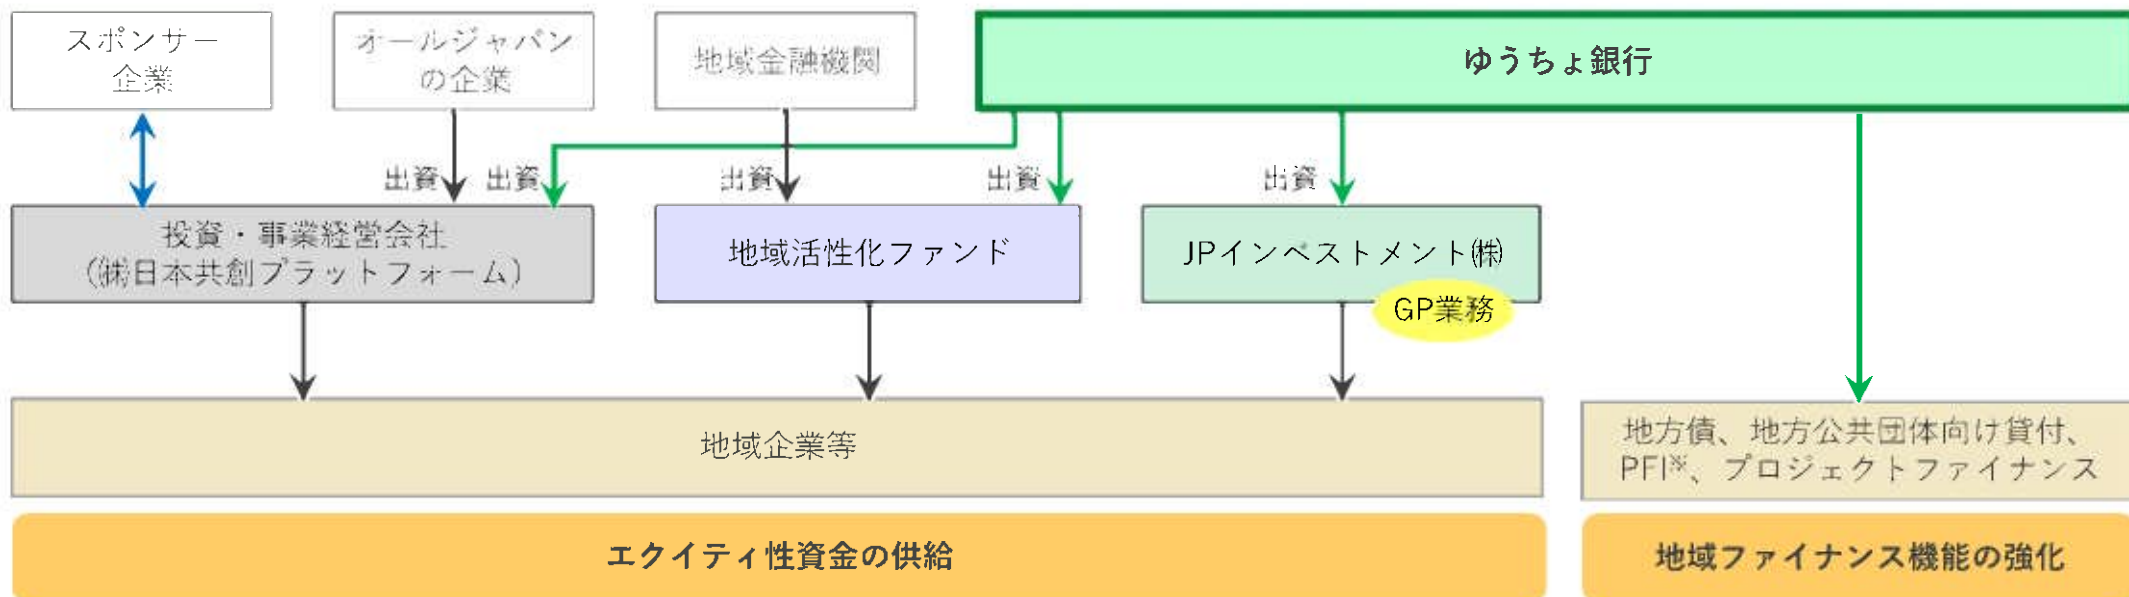 スポンサー
企業
オールジャパン
の企業
地域金融機関
ゆうちょ銀行
出資
出資
出資
出資
出資
投資・事業経営会社
(㈱日本共創プラットフォーム)
地域活性化ファンド
JPインベストメント㈱
GP業務
地域企業等
地方債、地方公共団体向け貸付、
PFI※、プロジェクトファイナンス
エクイティ性資金の供給
地域ファイナンス機能の強化